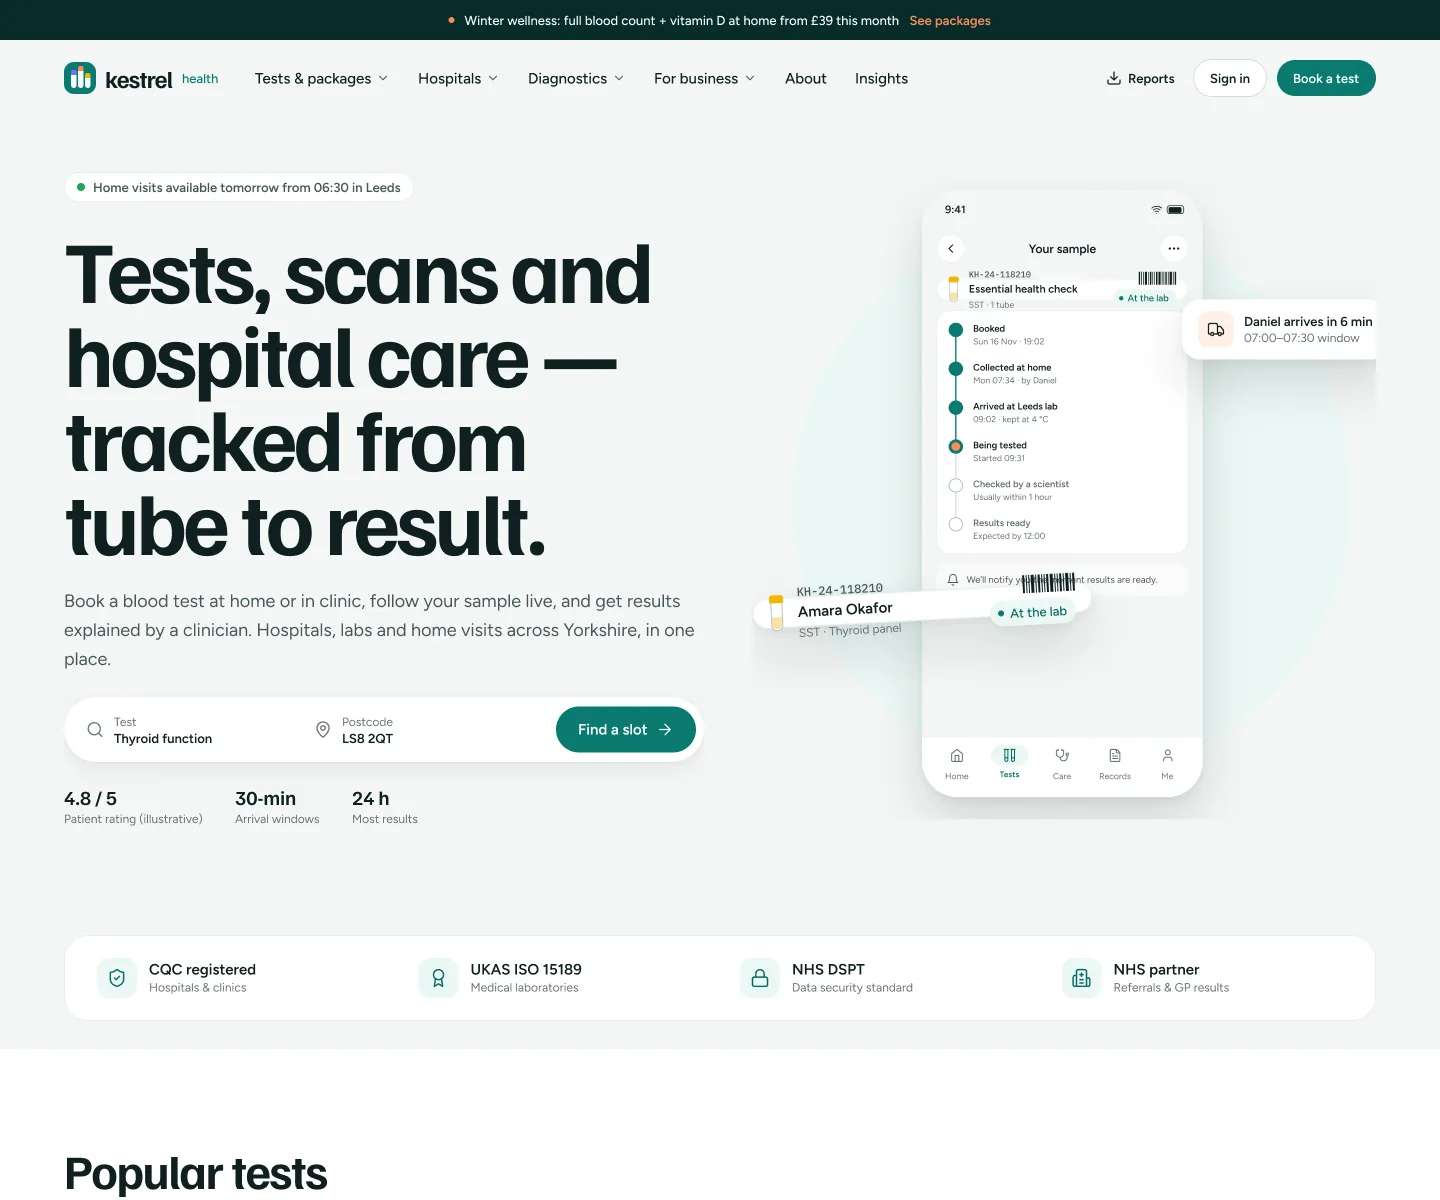 Winter wellness: full blood count + vitamin D at home from £39 this month See packages
kestrel health
Tests & packages
Hospitals
Diagnostics
For business
About
Insights
Reports
Sign in
Book a test
Home visits available tomorrow from 06:30 in Leeds
Tests, scans and
hospital care —
tracked from
tube to result.
Book a blood test at home or in clinic, follow your sample live, and get results
explained by a clinician. Hospitals, labs and home visits across Yorkshire, in one
place.
Test
Thyroid function
Postcode
LS8 2QT
Find a slot
4.8 / 5
Patient rating (illustrative)
30-min
Arrival windows
24 h
Most results
9:41
Your sample
KH-24-118210
Essential health check
SST · 1 tube
At the lab
Booked
Sun 16 Nov · 19:02
Collected at home
Mon 07:34 · by Daniel
Arrived at Leeds lab
09:02 · kept at 4 °C
Being tested
Started 09:31
Checked by a scientist
Usually within 1 hour
Results ready
Expected by 12:00
We'll notify you the moment results are ready.
Daniel arrives in 6 min
07:00–07:30 window
KH-24-118210
Amara Okafor
SST · Thyroid panel
At the lab
Home
Tests
Care
Records
Me
CQC registered
Hospitals & clinics
UKAS ISO 15189
Medical laboratories
NHS DSPT
Data security standard
NHS partner
Referrals & GP results
Popular tests